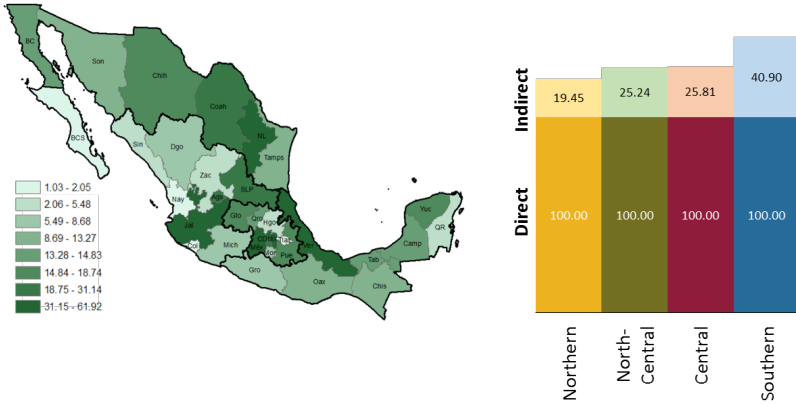 BC
Son
Chih
Coah
BCS
Sin
Dgo
NL
Tamps
Zac
Nay
Ags
SLP
Jal
Gto
Qro
Hgo
Col
Mich
Méx
CDMX
Tlax
Mor
Pue
Ver
Gro
Oax
Tab
Chis
Camp
Yuc
QR
1.03 - 2.05
2.06 - 5.48
5.49 - 8.68
8.69 - 13.27
13.28 - 14.83
14.84 - 18.74
18.75 - 31.14
31.15 - 61.92
Indirect
19.45
25.24
25.81
40.90
Direct
100.00
100.00
100.00
100.00
Northern
North-
Central
Central
Southern